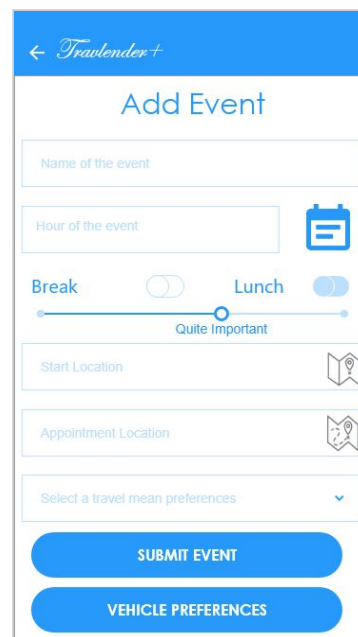 Travlender+
Add Event
Name of the event
Hour of the event
Break Lunch
Quite Important
Start Location
Appointment Location
Select a travel mean preferences
SUBMIT EVENT
VEHICLE PREFERENCES